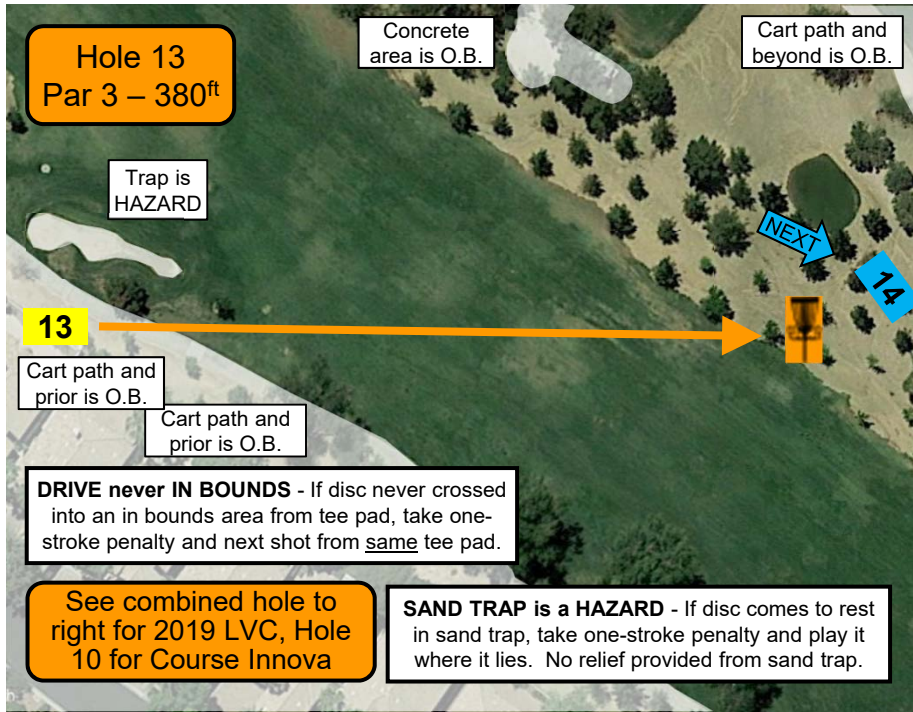 Hole 13
Par 3 – 380ft
Concrete
area is O.B.
Cart path and
beyond is O.B.
Trap is
HAZARD
NEXT
14
13
Cart path and
prior is O.B.
Cart path and
prior is O.B.
DRIVE never IN BOUNDS - If disc never crossed
into an in bounds area from tee pad, take one-
stroke penalty and next shot from same tee pad.
See combined hole to
right for 2019 LVC, Hole
10 for Course Innova
SAND TRAP is a HAZARD - If disc comes to rest
in sand trap, take one-stroke penalty and play it
where it lies. No relief provided from sand trap.